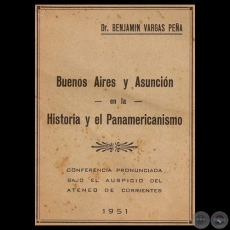 Dr. BENJAMIN VARGAS PEÑA
Buenos Aires y Asunción
— en la —
Historia y el Panamericanismo
CONFERENCIA PRONUNCIADA
BAJO EL AUSPICIO DEL
ATENEO DE CORRIENTES
1951